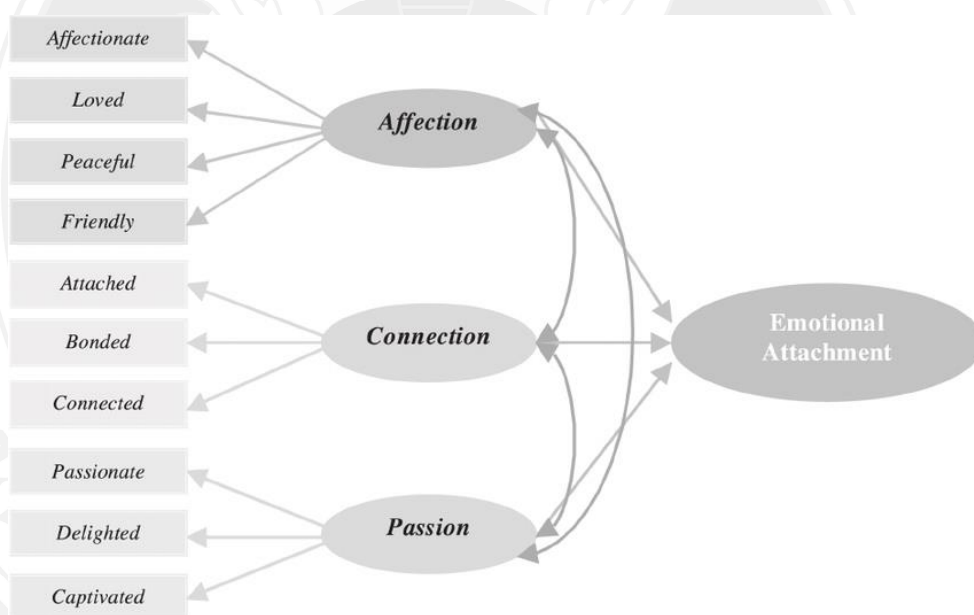 Affectionate
Loved
Peaceful
Friendly
Attached
Bonded
Connected
Passionate
Delighted
Captivated
Affection
Connection
Passion
Emotional
Attachment